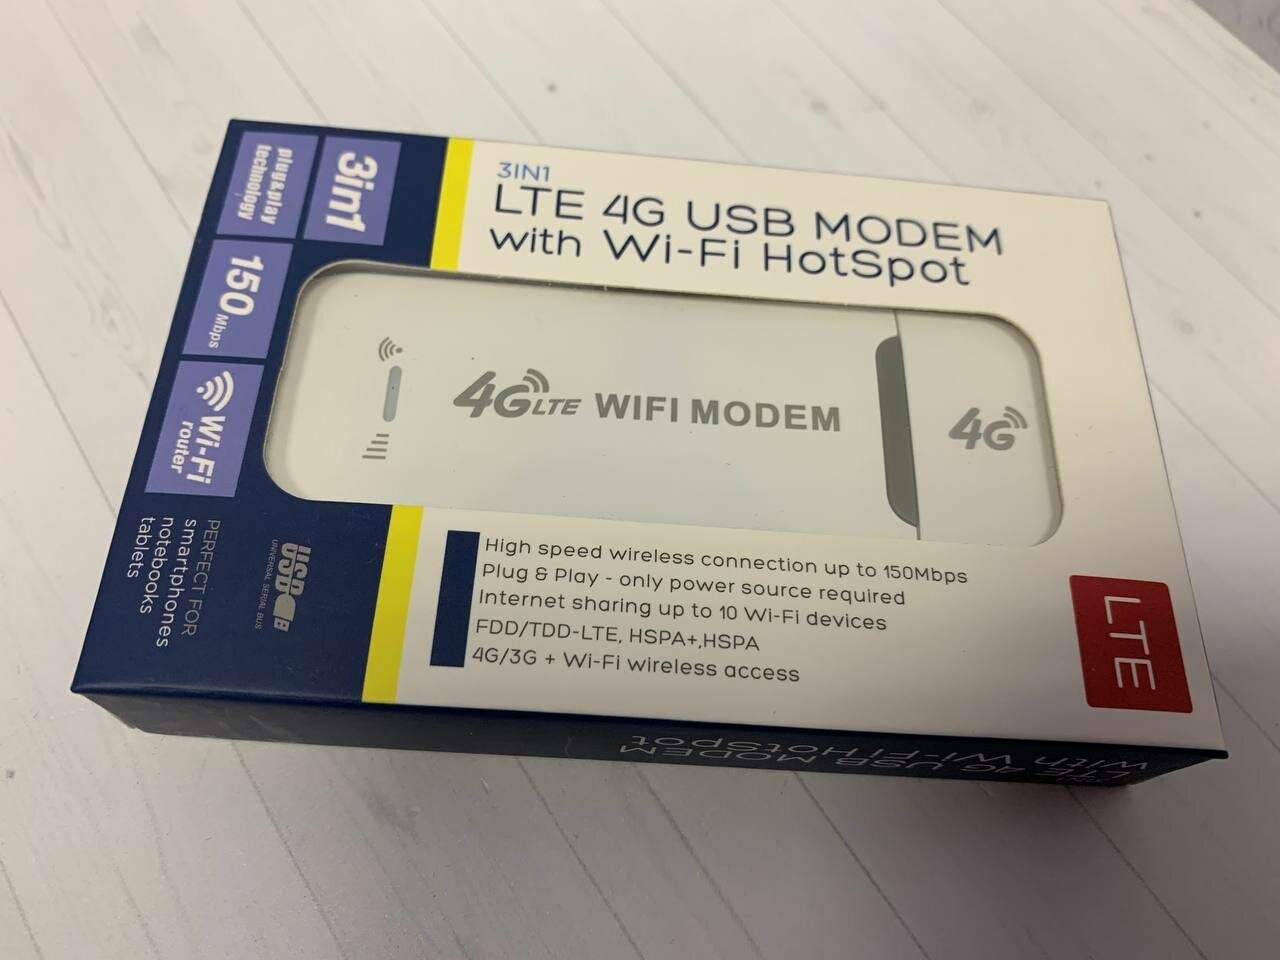 3in1
plug&play
technology
150 Mbps
Wi-Fi
router
PERFECT FOR
smartphones
notebooks
tablets
USB
UNIVERSAL SERIAL BUS
3IN1
LTE 4G USB MODEM
with Wi-Fi HotSpot
4G LTE WIFI MODEM
4G
High speed wireless connection up to 150Mbps
Plug & Play - only power source required
Internet sharing up to 10 Wi-Fi devices
FDD/TDD-LTE, HSPA+,HSPA
4G/3G + Wi-Fi wireless access
LTE
LTE 4G USB MODEM
with Wi-Fi HotSpot